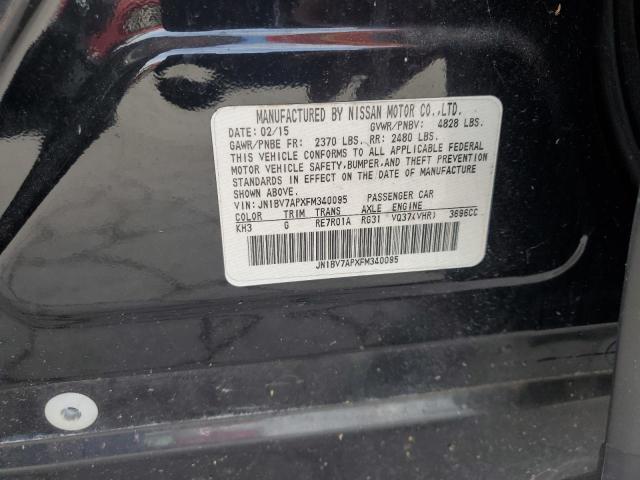 MANUFACTURED BY NISSAN MOTOR CO.,LTD.
DATE: 02/15 GVWR/PNBV: 4828 LBS.
GAWR/PNBE FR: 2370 LBS. RR: 2480 LBS.
THIS VEHICLE CONFORMS TO ALL APPLICABLE FEDERAL
MOTOR VEHICLE SAFETY, BUMPER, AND THEFT PREVENTION
STANDARDS IN EFFECT ON THE DATE OF MANUFACTURE
SHOWN ABOVE.
VIN: JN1BV7APXFM340095 PASSENGER CAR
COLOR TRIM TRANS AXLE ENGINE
KH3 G RE7R01A RG31 VQ37(VHR) 3696CC
JN1BV7APXFM340095